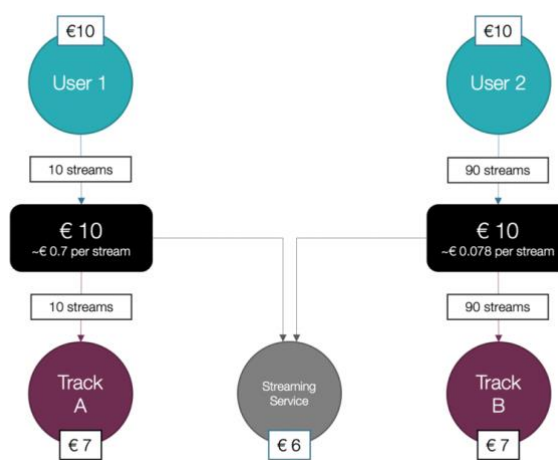 €10
€10
User 1
User 2
10 streams
90 streams
€ 10
~€ 0.7 per stream
€ 10
~€ 0.078 per stream
10 streams
90 streams
Track
A
Streaming
Service
Track
B
€ 7
€ 6
€ 7